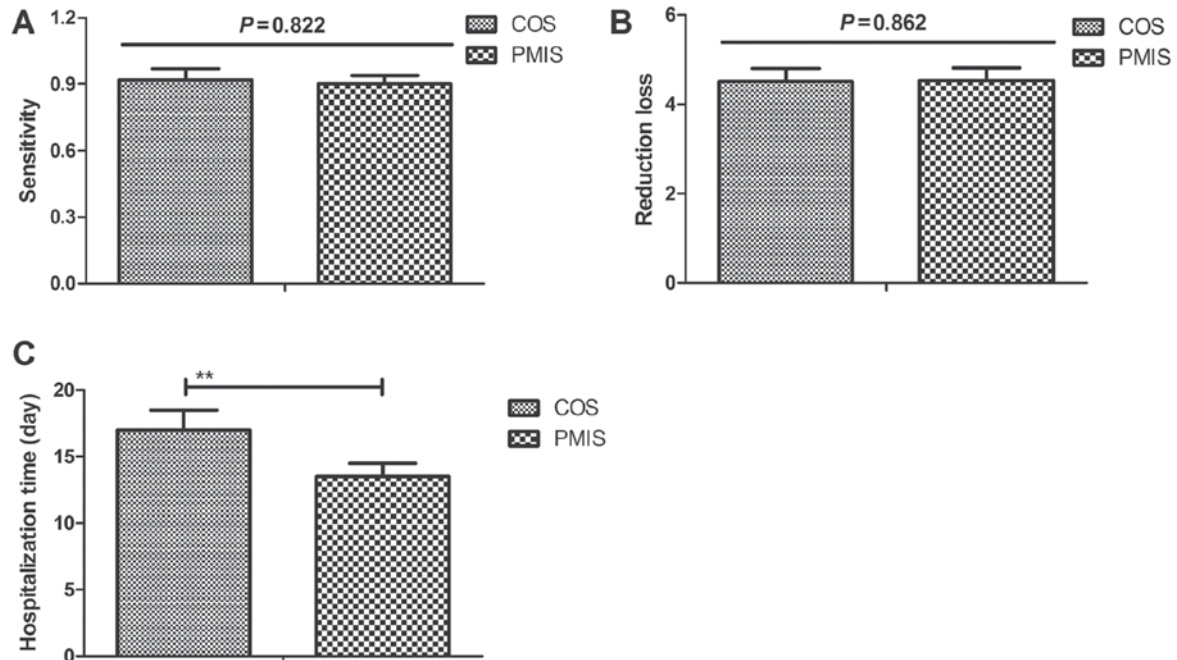 A
P=0.822
COS
PMIS
1.2
0.9
0.6
0.3
0.0
Sensitivity
B
P=0.862
COS
PMIS
6
4
2
0
Reduction loss
C
**
COS
PMIS
20
15
10
5
0
Hospitalization time (day)